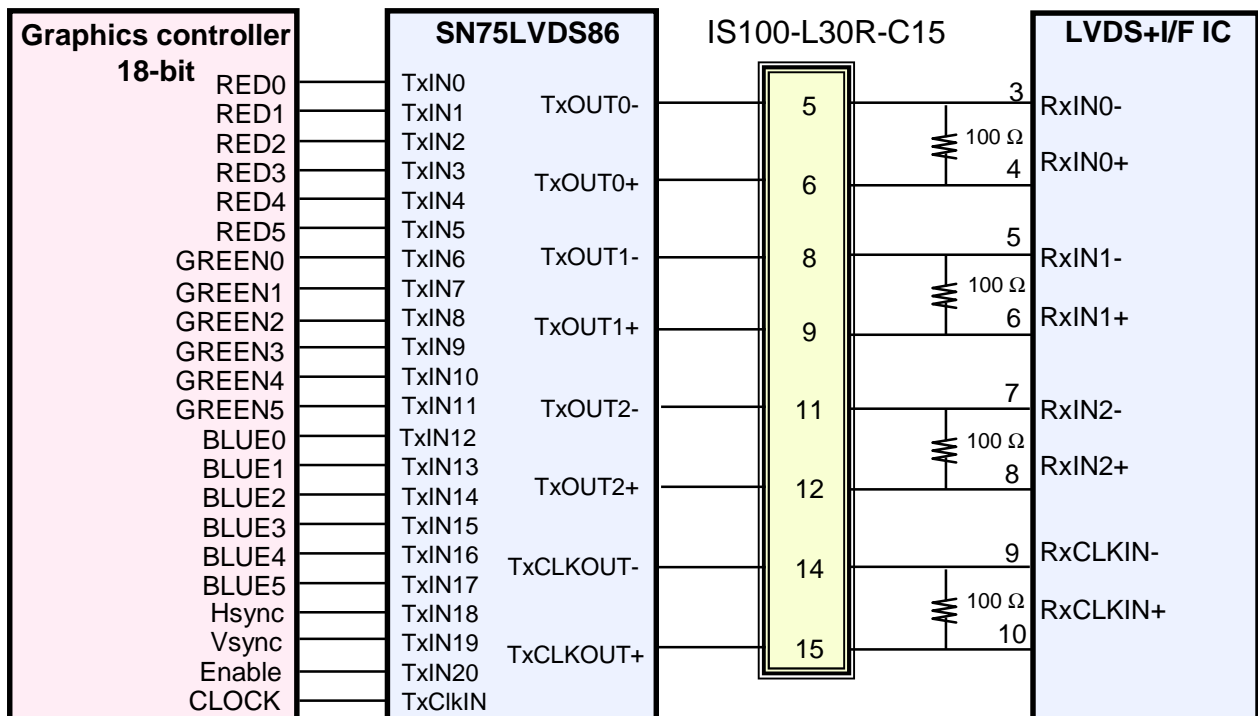 Graphics controller
18-bit
RED0
RED1
RED2
RED3
RED4
RED5
GREEN0
GREEN1
GREEN2
GREEN3
GREEN4
GREEN5
BLUE0
BLUE1
BLUE2
BLUE3
BLUE4
BLUE5
Hsync
Vsync
Enable
CLOCK
SN75LVDS86
TxIN0
TxIN1
TxIN2
TxIN3
TxIN4
TxIN5
TxIN6
TxIN7
TxIN8
TxIN9
TxIN10
TxIN11
TxIN12
TxIN13
TxIN14
TxIN15
TxIN16
TxIN17
TxIN18
TxIN19
TxIN20
TxClkIN
TxOUT0-
TxOUT0+
TxOUT1-
TxOUT1+
TxOUT2-
TxOUT2+
TxCLKOUT-
TxCLKOUT+
IS100-L30R-C15
5
6
8
9
11
12
14
15
3
100 Ω
4
5
100 Ω
6
7
100 Ω
8
9
100 Ω
10
LVDS+I/F IC
RxIN0-
RxIN0+
RxIN1-
RxIN1+
RxIN2-
RxIN2+
RxCLKIN-
RxCLKIN+